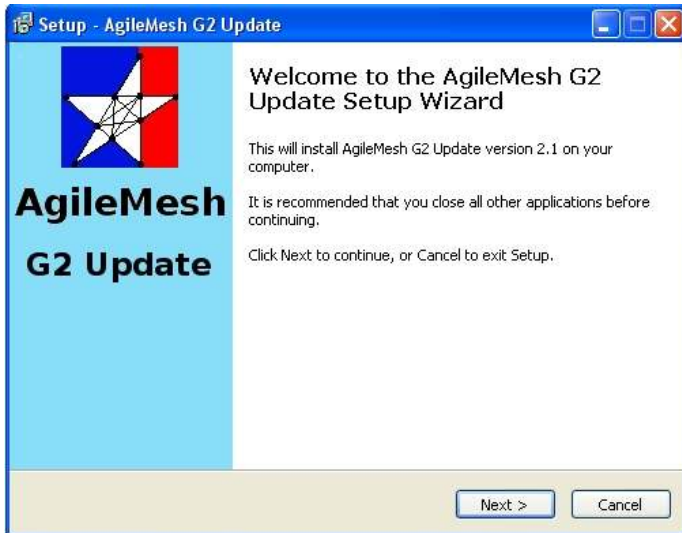 Setup - AgileMesh G2 Update
AgileMesh
G2 Update
Welcome to the AgileMesh G2
Update Setup Wizard
This will install AgileMesh G2 Update version 2.1 on your
computer.
It is recommended that you close all other applications before
continuing.
Click Next to continue, or Cancel to exit Setup.
Next >
Cancel